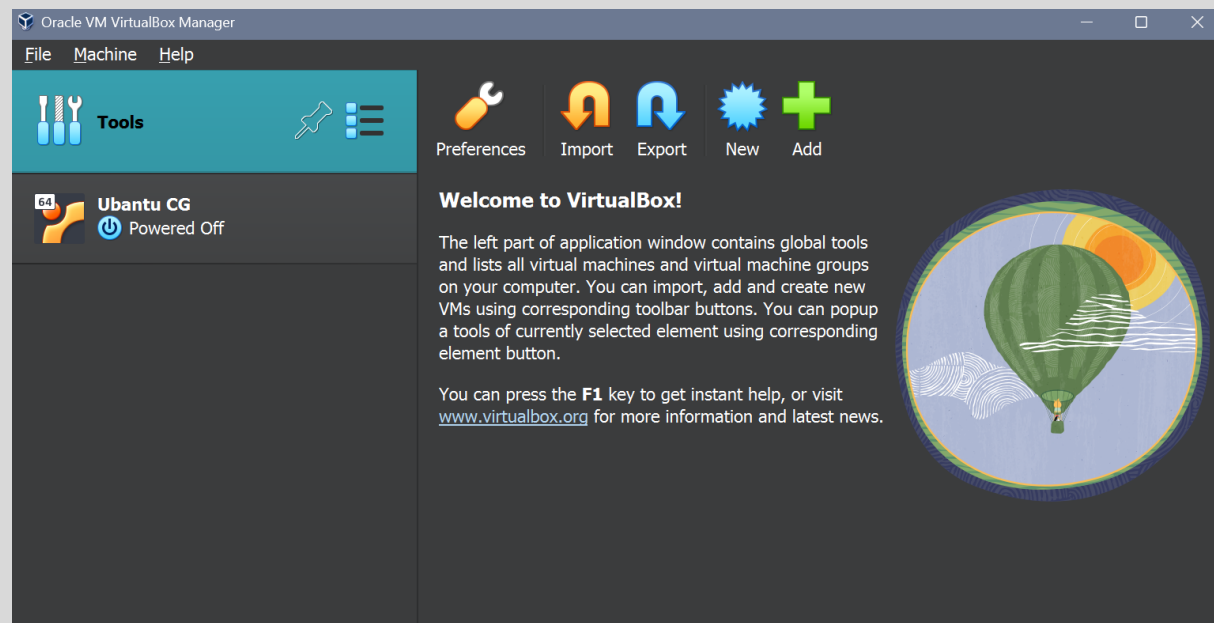 Oracle VM VirtualBox Manager
File Machine Help
Tools
Preferences Import Export New Add
64
Ubantu CG
Powered Off
Welcome to VirtualBox!
The left part of application window contains global tools
and lists all virtual machines and virtual machine groups
on your computer. You can import, add and create new
VMs using corresponding toolbar buttons. You can popup
a tools of currently selected element using corresponding
element button.
You can press the F1 key to get instant help, or visit
www.virtualbox.org for more information and latest news.